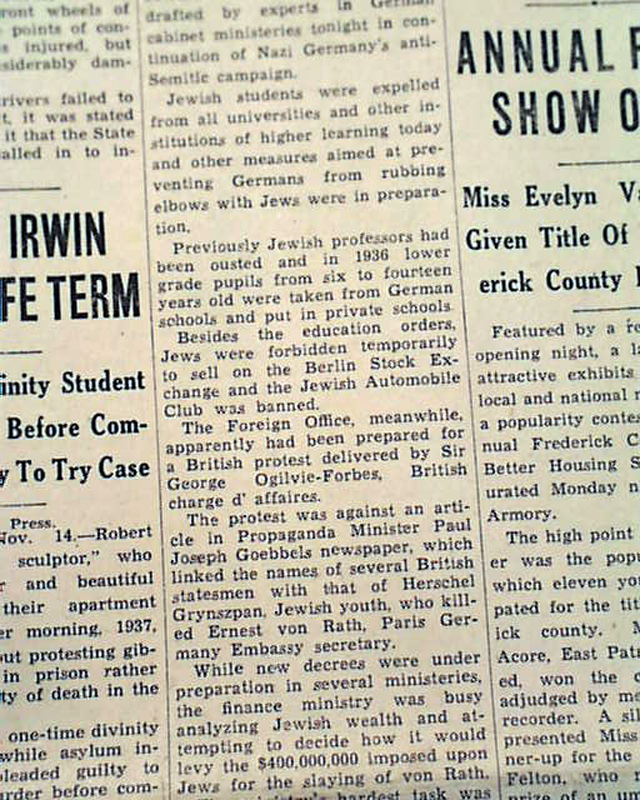 ront wheels of
points of con-
injured, but
siderably dam-
rivers failed to
t, it was stated
it that the State
alled in to in-
IRWIN
FE TERM
inity Student
Before Com-
y To Try Case
Press.
Nov. 14.—Robert
sculptor," who
and beautiful
their apartment
er morning, 1937,
out protesting gib-
in prison rather
ty of death in the
one-time divinity
while asylum in-
pleaded guilty to
urder before com-
drafted by experts in German
cabinet ministeries tonight in con-
tinuation of Nazi Germany's anti-
Semitic campaign.
Jewish students were expelled
from all universities and other in-
stitutions of higher learning today
and other measures aimed at pre-
venting Germans from rubbing
elbows with Jews were in prepara-
tion.
Previously Jewish professors had
been ousted and in 1936 lower
grade pupils from six to fourteen
years old were taken from German
schools and put in private schools.
Besides the education orders,
Jews were forbidden temporarily
to sell on the Berlin Stock Ex-
change and the Jewish Automobile
Club was banned.
The Foreign Office, meanwhile,
apparently had been prepared for
a British protest delivered by Sir
George Ogilvie-Forbes, British
charge d' affaires.
The protest was against an arti-
cle in Propaganda Minister Paul
Joseph Goebbels newspaper, which
linked the names of several British
statesmen with that of Herschel
Grynszpan, Jewish youth, who kill-
ed Ernest von Rath, Paris Ger-
many Embassy secretary.
While new decrees were under
preparation in several ministeries,
the finance ministry was busy
analyzing Jewish wealth and at-
tempting to decide how it would
levy the $400,000,000 imposed upon
Jews for the slaying of von Rath.
hardest task was
ANNUAL
SHOW O
Miss Evelyn Va
Given Title Of
erick County
Featured by a re
opening night, a la
attractive exhibits
local and national
a popularity conte
nual Frederick C
Better Housing S
urated Monday n
Armory.
The high point
er was the popu
which eleven you
pated for the tit
ick county. M
Acore, East Pat
ed, won the c
adjudged by me
recorder. A sil
presented Miss
ner-up for the
Felton, who
prize of an un